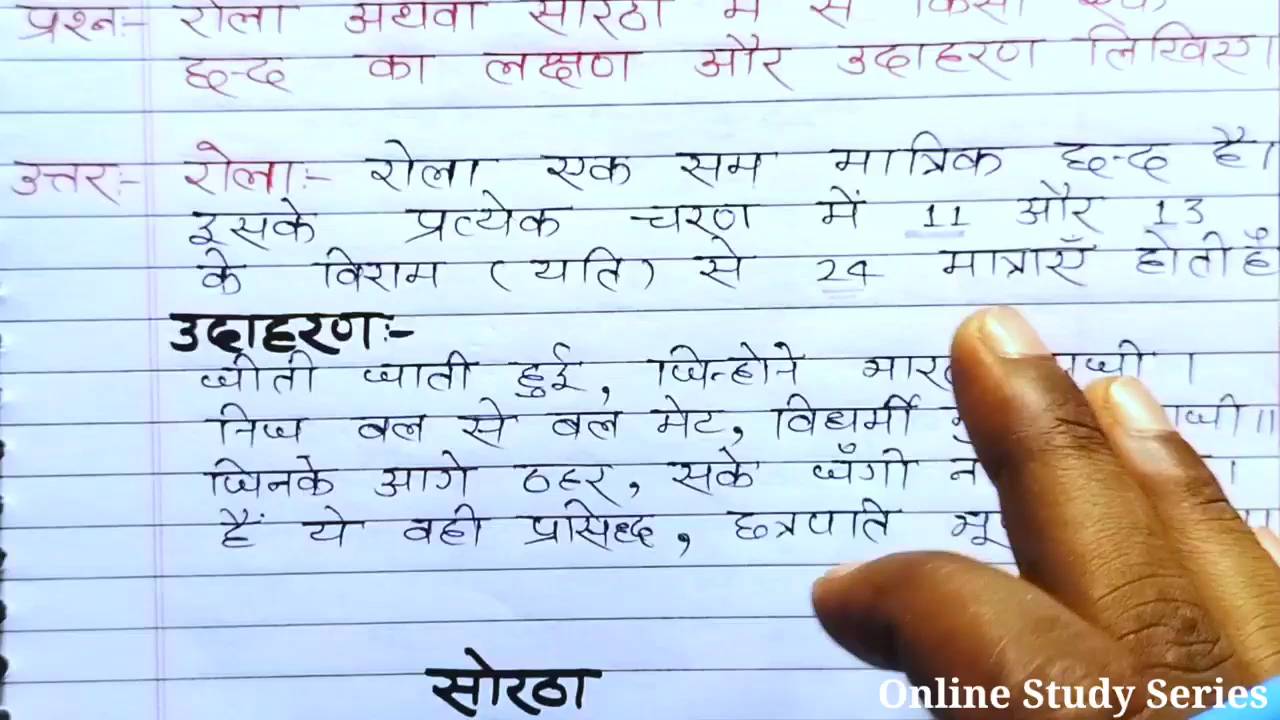 प्रश्न:- रोला अथवा सोरठा में से किसी एक
छन्द का लक्षण और उदाहरण लिखिए।
उत्तर:- रोला:- रोला एक सम मात्रिक छन्द है।
इसके प्रत्येक चरण में 11 और 13
के विराम (यति) से 24 मात्राएँ होती हैं
उदाहरण:-
जीती जाती हुई, जिन्होने
निज बल से बल मेट, विधर्मी
जिनके आगे ठहर, सके जँगी न
हैं ये वही प्रसिध्द, छत्रपति
सोरठा
Online Study Series